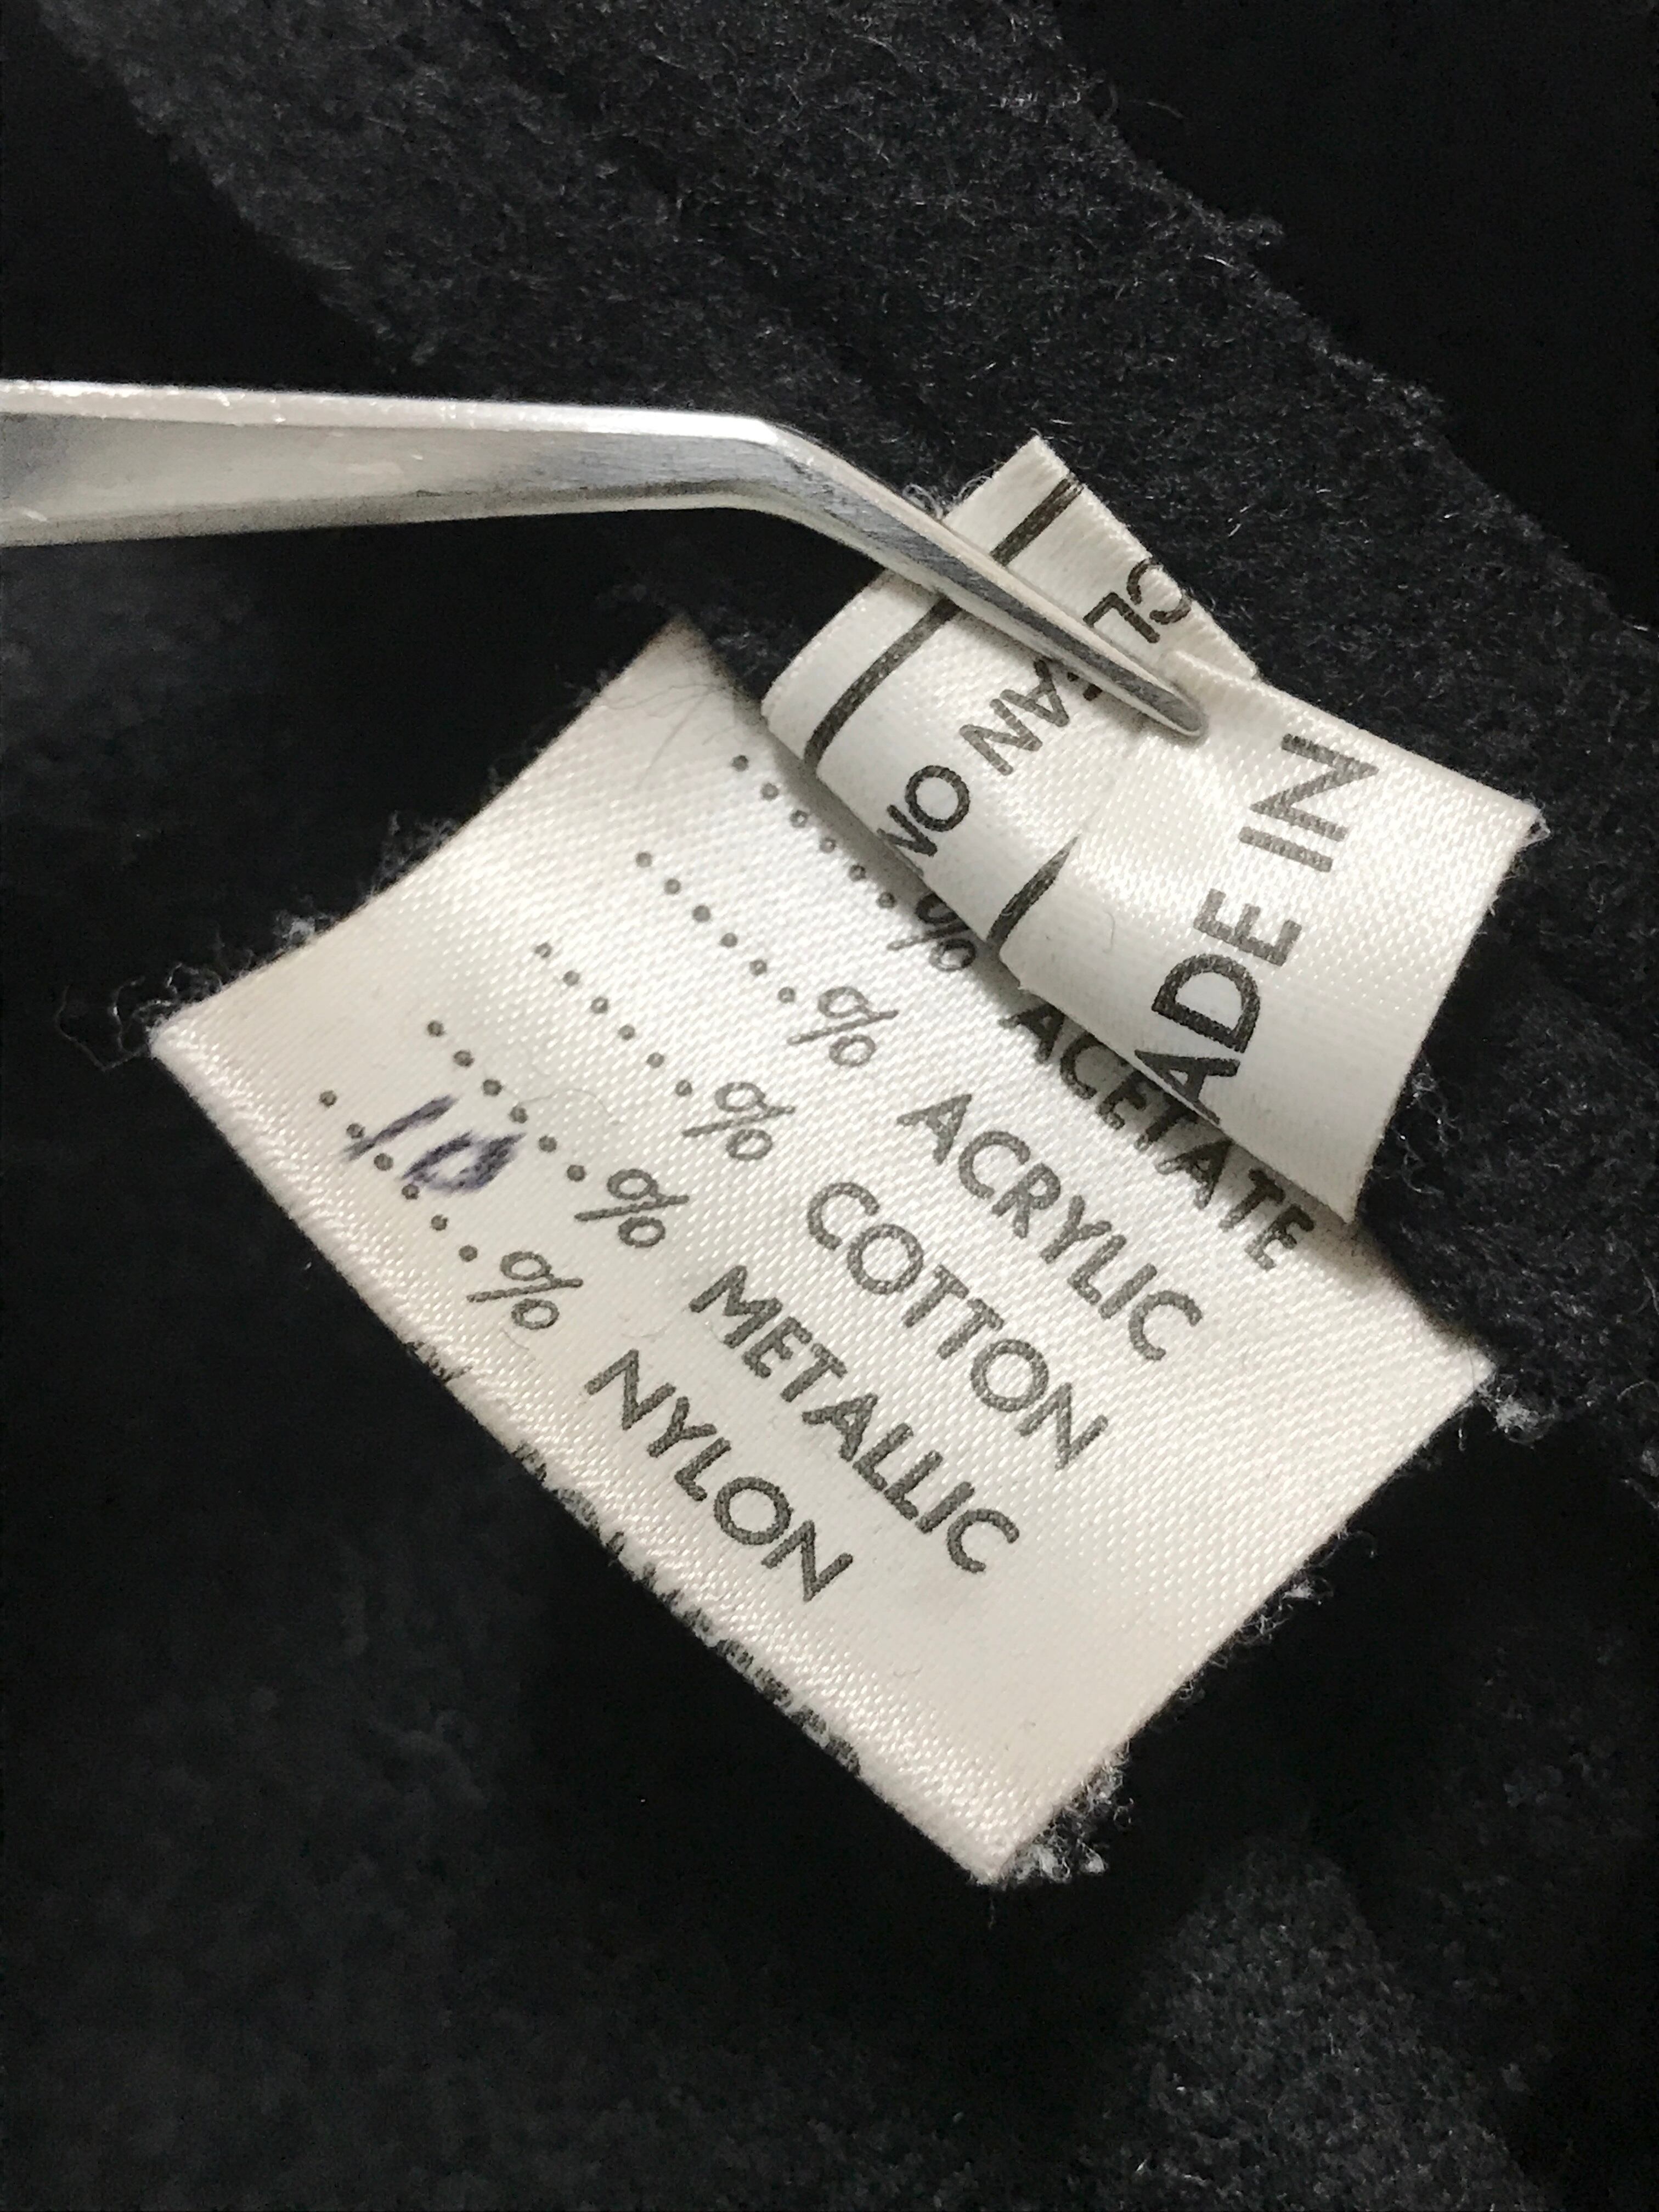 CLEAN ON
ADE IN
......% ACETATE
......% ACRYLIC
......% COTTON
......% METALLIC
10% NYLON